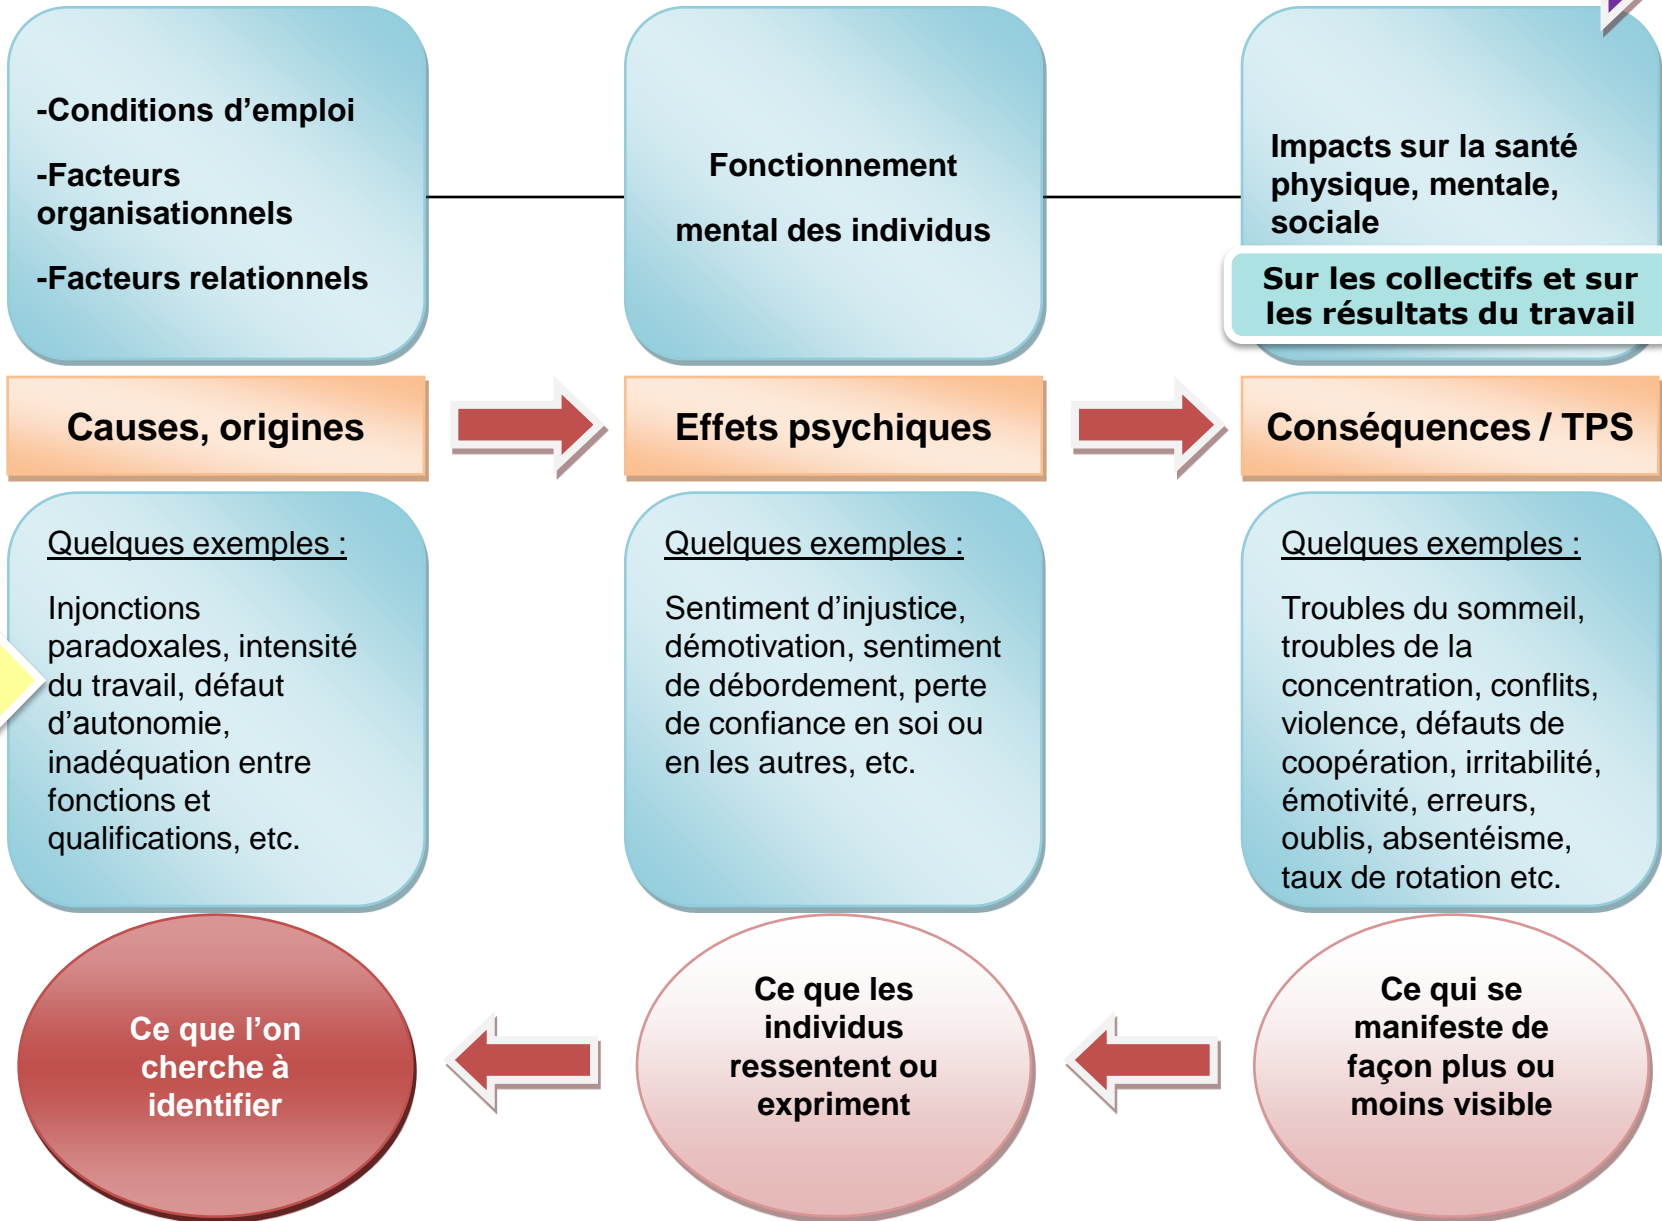 -Conditions d'emploi
-Facteurs
organisationnels
-Facteurs relationnels
Fonctionnement
mental des individus
Impacts sur la santé
physique, mentale,
sociale
Sur les collectifs et sur
les résultats du travail
Causes, origines
Effets psychiques
Conséquences / TPS
Quelques exemples :
Injonctions
paradoxales, intensité
du travail, défaut
d'autonomie,
inadéquation entre
fonctions et
qualifications, etc.
Quelques exemples :
Sentiment d'injustice,
démotivation, sentiment
de débordement, perte
de confiance en soi ou
en les autres, etc.
Quelques exemples :
Troubles du sommeil,
troubles de la
concentration, conflits,
violence, défauts de
coopération, irritabilité,
émotivité, erreurs,
oublis, absentéisme,
taux de rotation etc.
Ce que l'on
cherche à
identifier
Ce que les
individus
ressentent ou
expriment
Ce qui se
manifeste de
façon plus ou
moins visible